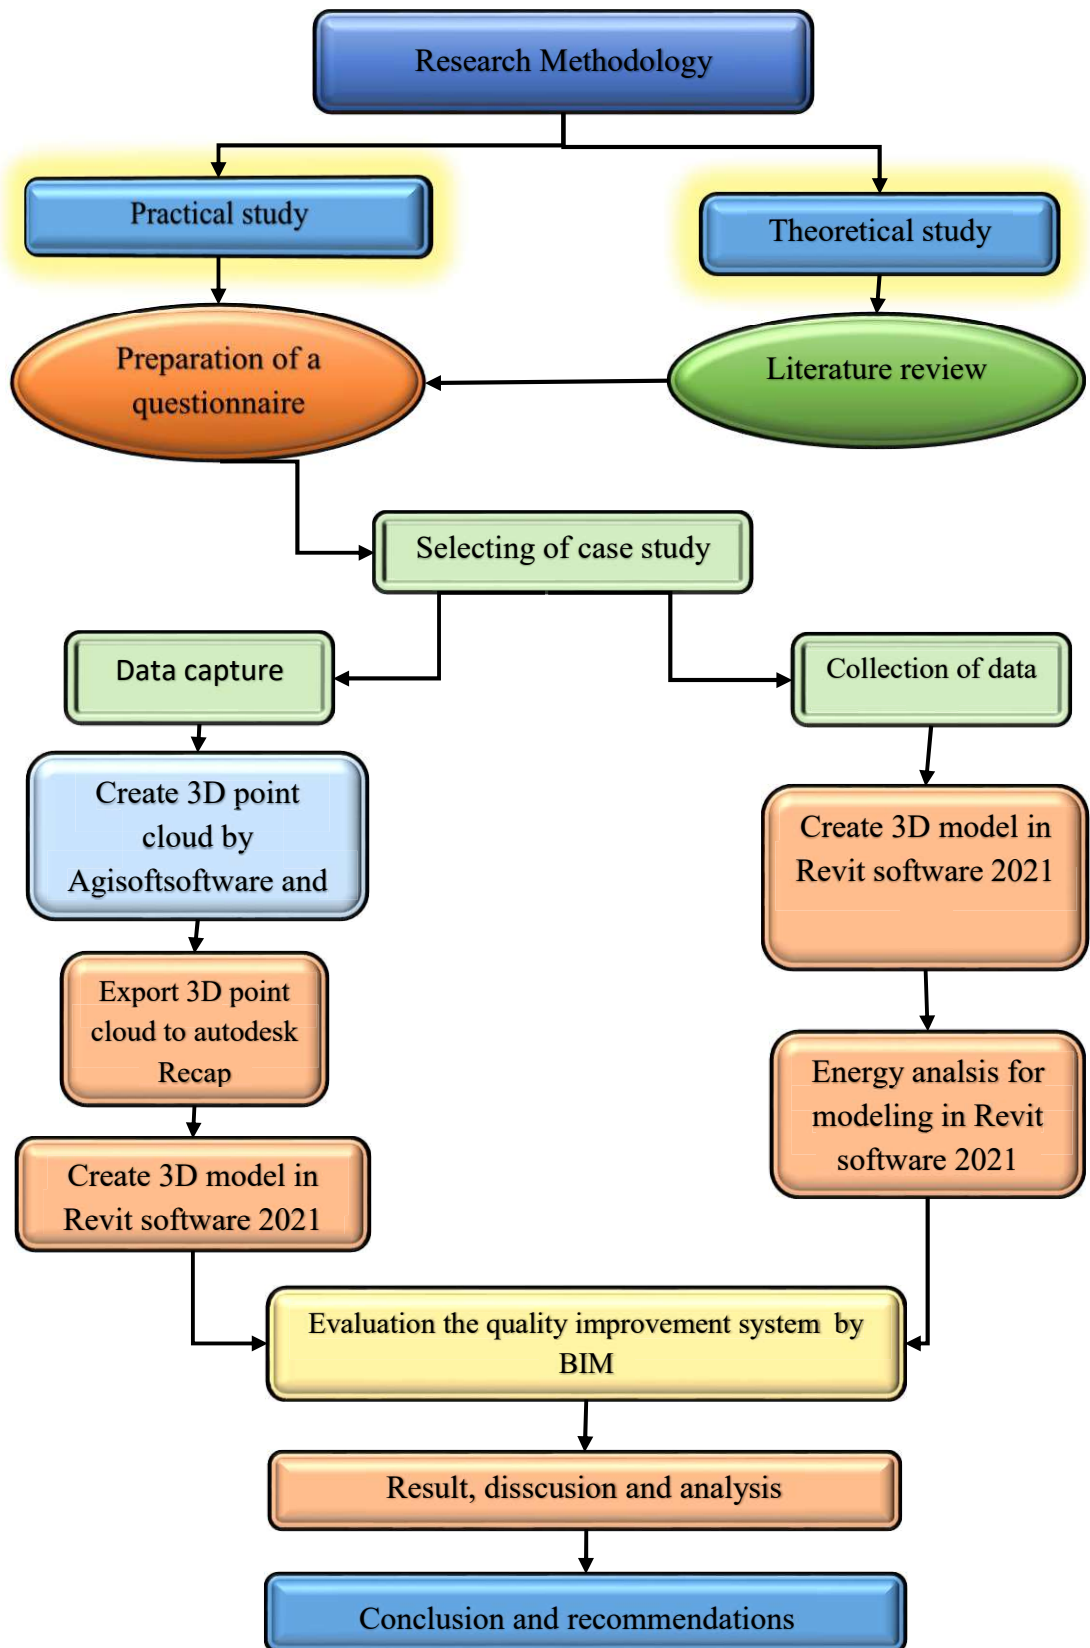 Research Methodology
Practical study
Theoretical study
Preparation of a
questionnaire
Literature review
Selecting of case study
Data capture
Collection of data
Create 3D point
cloud by
Agisoftsoftware and
Create 3D model in
Revit software 2021
Export 3D point
cloud to autodesk
Recap
Energy analsis for
modeling in Revit
software 2021
Create 3D model in
Revit software 2021
Evaluation the quality improvement system by
BIM
Result, disscusion and analysis
Conclusion and recommendations